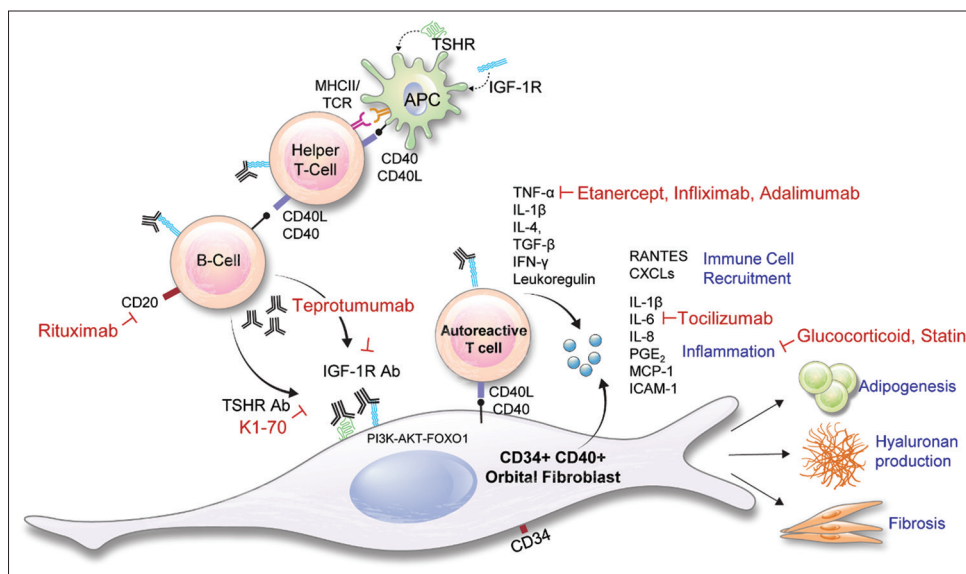 TSHR
IGF-1R
MHCII/
TCR
APC
Helper
T-Cell
CD40
CD40L
CD40L
CD40
B-Cell
CD20
Rituximab
Teprotumumab
IGF-1R Ab
TSHR Ab
K1-70
PI3K-AKT-FOXO1
TNF-α
Etanercept, Infliximab, Adalimumab
IL-1β
IL-4,
TGF-β
IFN-γ
Leukoregulin
Autoreactive
T cell
CD40L
CD40
CD34+ CD40+
Orbital Fibroblast
CD34
RANTES
CXCLs
Immune Cell
Recruitment
IL-1β
IL-6
Tocilizumab
IL-8
PGE2
MCP-1
ICAM-1
Inflammation
Glucocorticoid, Statin
Adipogenesis
Hyaluronan
production
Fibrosis